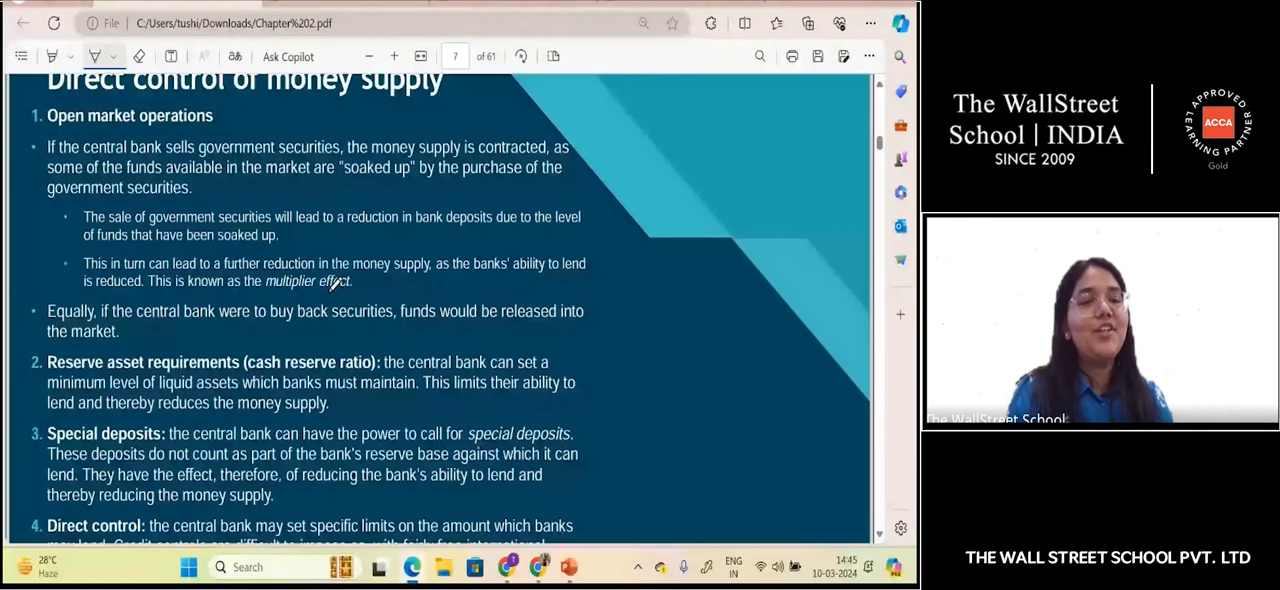 File
C:/Users/tushi/Downloads/Chapter%202.pdf
Ask Copilot
7
of 61
Direct control of money supply
1. Open market operations
• If the central bank sells government securities, the money supply is contracted, as
some of the funds available in the market are "soaked up" by the purchase of the
government securities.
• The sale of government securities will lead to a reduction in bank deposits due to the level
of funds that have been soaked up.
• This in turn can lead to a further reduction in the money supply, as the banks' ability to lend
is reduced. This is known as the multiplier effect.
• Equally, if the central bank were to buy back securities, funds would be released into
the market.
2. Reserve asset requirements (cash reserve ratio): the central bank can set a
minimum level of liquid assets which banks must maintain. This limits their ability to
lend and thereby reduces the money supply.
3. Special deposits: the central bank can have the power to call for special deposits.
These deposits do not count as part of the bank's reserve base against which it can
lend. They have the effect, therefore, of reducing the bank's ability to lend and
thereby reducing the money supply.
4. Direct control: the central bank may set specific limits on the amount which banks
may lend. Credit controls are difficult to impose as, with fairly free international
28°C
Haze
Search
ENG
IN
14:45
10-03-2024
The WallStreet
School | INDIA
SINCE 2009
APPROVED
LEARNING PARTNER
ACCA
Gold
The WallStreet School
THE WALL STREET SCHOOL PVT. LTD